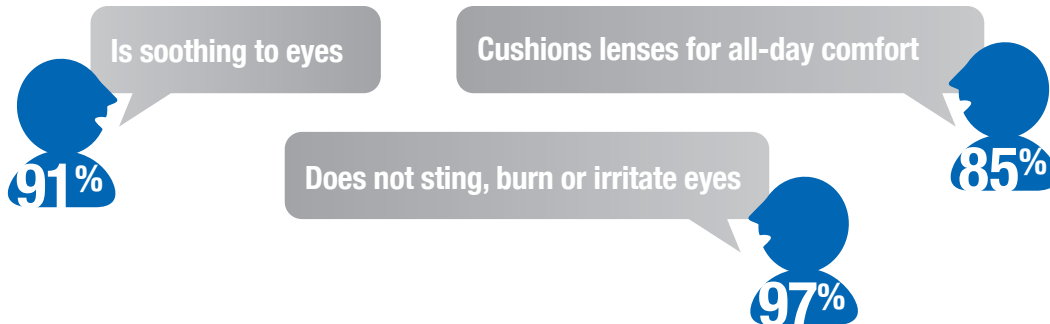 Is soothing to eyes
91%
Cushions lenses for all-day comfort
85%
Does not sting, burn or irritate eyes
97%